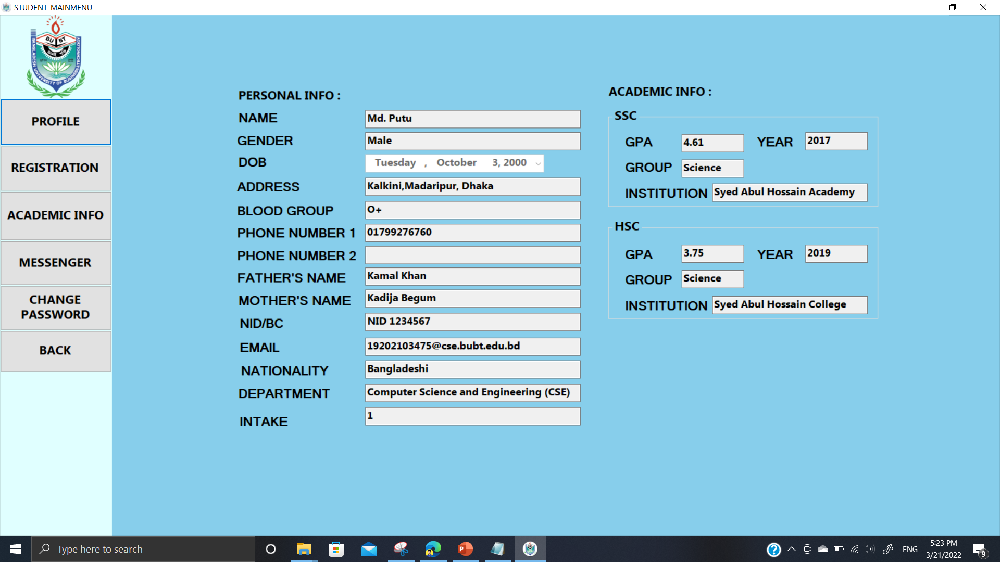 STUDENT_MAINMENU
BU BT
BANGLADESH UNIVERSITY OF BUSINESS & TECHNOLOGY
PROFILE
REGISTRATION
ACADEMIC INFO
MESSENGER
CHANGE
PASSWORD
BACK
PERSONAL INFO :
NAME Md. Putu
GENDER Male
DOB Tuesday , October 3, 2000
ADDRESS Kalkini,Madaripur, Dhaka
BLOOD GROUP O+
PHONE NUMBER 1 01799276760
PHONE NUMBER 2
FATHER'S NAME Kamal Khan
MOTHER'S NAME Kadija Begum
NID/BC NID 1234567
EMAIL 19202103475@cse.bubt.edu.bd
NATIONALITY Bangladeshi
DEPARTMENT Computer Science and Engineering (CSE)
INTAKE 1
ACADEMIC INFO :
SSC
GPA 4.61 YEAR 2017
GROUP Science
INSTITUTION Syed Abul Hossain Academy
HSC
GPA 3.75 YEAR 2019
GROUP Science
INSTITUTION Syed Abul Hossain College
Type here to search
ENG
5:23 PM
3/21/2022
9